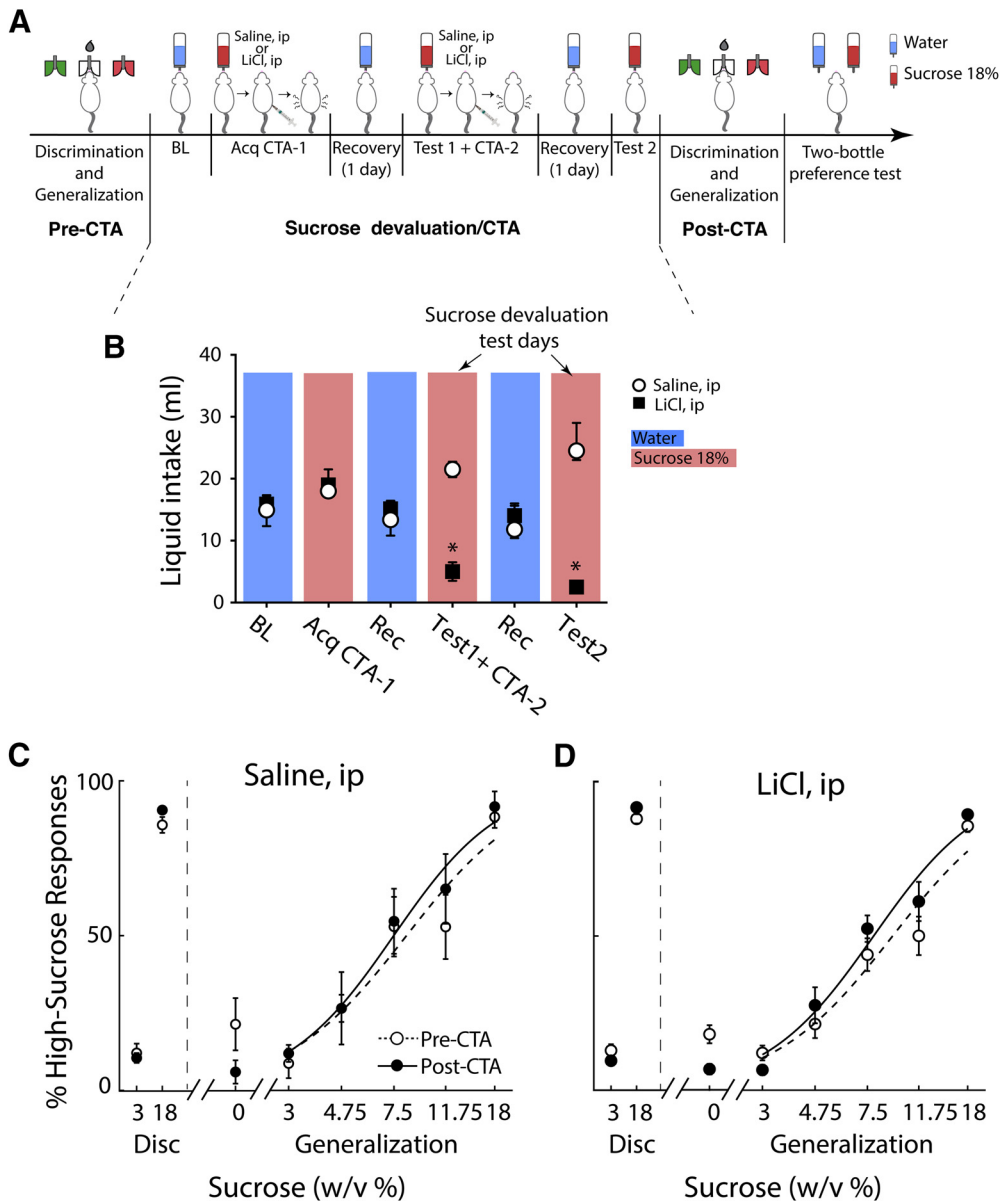 A
Saline, ip
or
LiCl, ip
Saline, ip
or
LiCl, ip
Water
Sucrose 18%
Discrimination
and
Generalization
Pre-CTA
BL
Acq CTA-1
Recovery
(1 day)
Test 1 + CTA-2
Recovery
(1 day)
Test 2
Discrimination
and
Generalization
Post-CTA
Two-bottle
preference test
Sucrose devaluation/CTA
B
Sucrose devaluation
test days
Liquid intake (ml)
40
30
20
10
0
* *
Saline, ip
LiCl, ip
Water
Sucrose 18%
BL
Acq CTA-1
Rec
Test1+ CTA-2
Rec
Test2
C
Saline, ip
% High-Sucrose Responses
100
50
0
Pre-CTA
Post-CTA
3 18 0 3 4.75 7.5 11.75 18
Disc Generalization
Sucrose (w/v %)
D
LiCl, ip
3 18 0 3 4.75 7.5 11.75 18
Disc Generalization
Sucrose (w/v %)